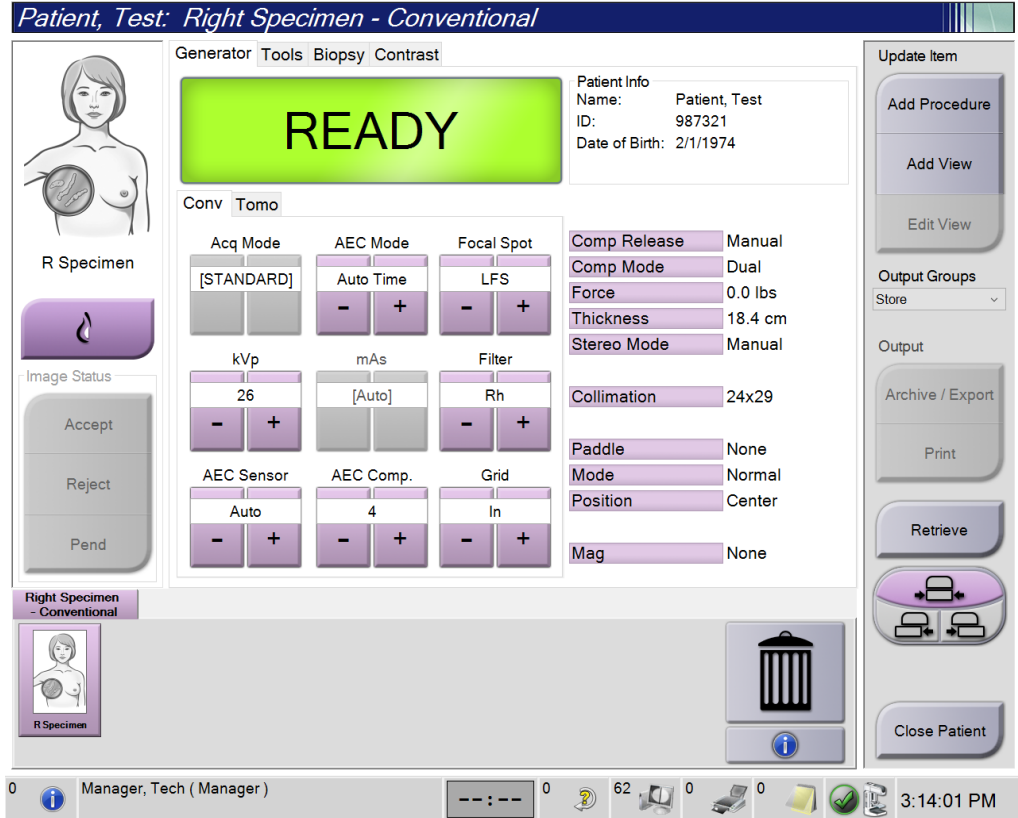 Patient, Test: Right Specimen - Conventional
R Specimen
Image Status
Accept
Reject
Pend
Generator Tools Biopsy Contrast
READY
Patient Info
Name: Patient, Test
ID: 987321
Date of Birth: 2/1/1974
Conv Tomo
Acq Mode AEC Mode Focal Spot
[STANDARD] Auto Time LFS
- + - +
kVp mAs Filter
26 [Auto] Rh
- + - +
AEC Sensor AEC Comp. Grid
Auto 4 In
- + - + - +
Comp Release Manual
Comp Mode Dual
Force 0.0 lbs
Thickness 18.4 cm
Stereo Mode Manual
Collimation 24x29
Paddle None
Mode Normal
Position Center
Mag None
Update Item
Add Procedure
Add View
Edit View
Output Groups
Store
Output
Archive / Export
Print
Retrieve
Close Patient
Right Specimen
- Conventional
R Specimen
0 Manager, Tech ( Manager ) --:-- 0 62 0 0 3:14:01 PM